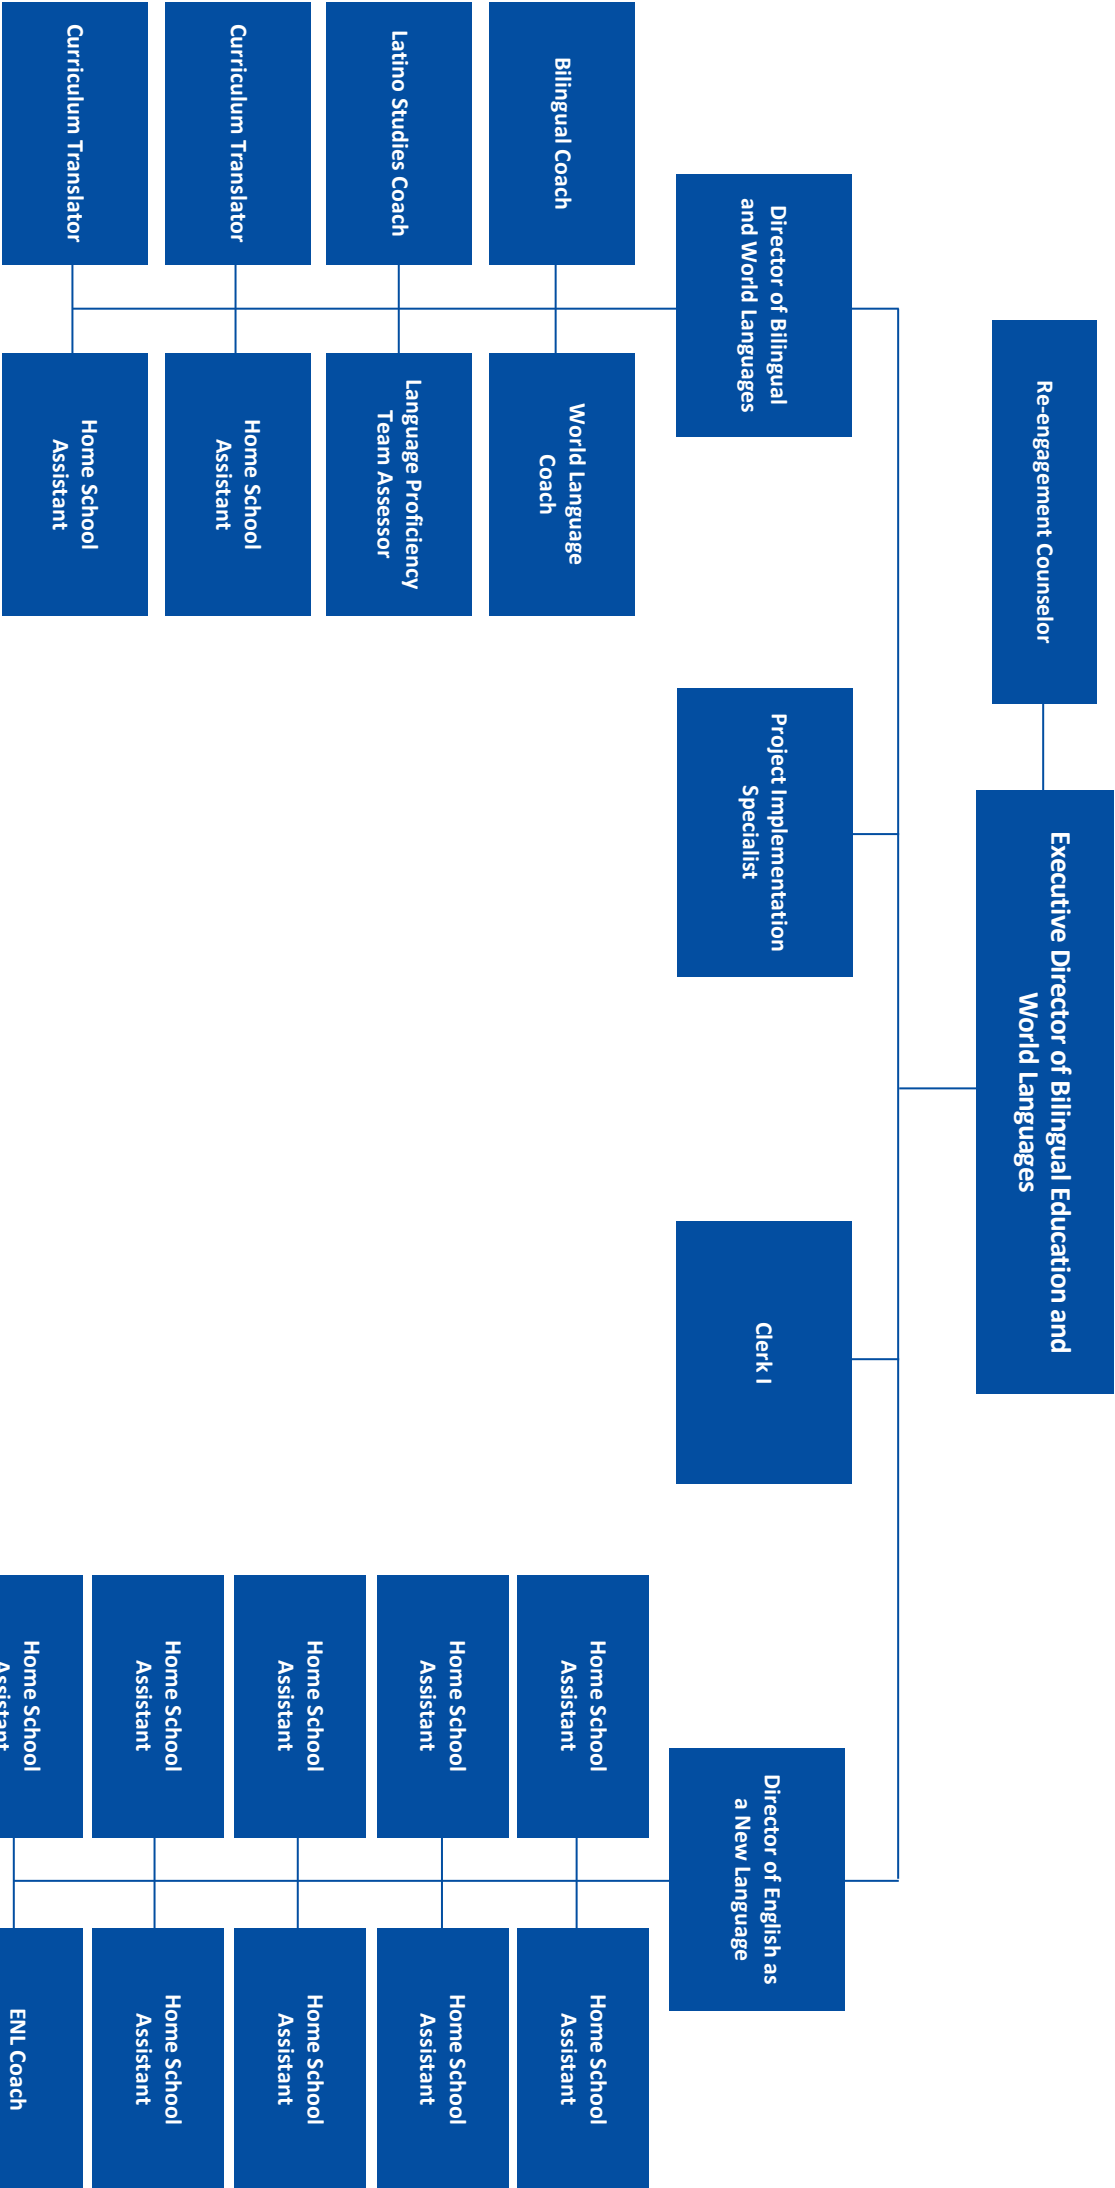 Executive Director of Bilingual Education and
World Languages
Re-engagement Counselor
Director of Bilingual
and World Languages
Project Implementation
Specialist
Clerk I
Director of English as
a New Language
Bilingual Coach
World Language
Coach
Latino Studies Coach
Language Proficiency
Team Assessor
Curriculum Translator
Home School
Assistant
Curriculum Translator
Home School
Assistant
Home School
Assistant
Home School
Assistant
Home School
Assistant
Home School
Assistant
Home School
Assistant
Home School
Assistant
Home School
Assistant
Home School
Assistant
Home School
Assistant
ENL Coach